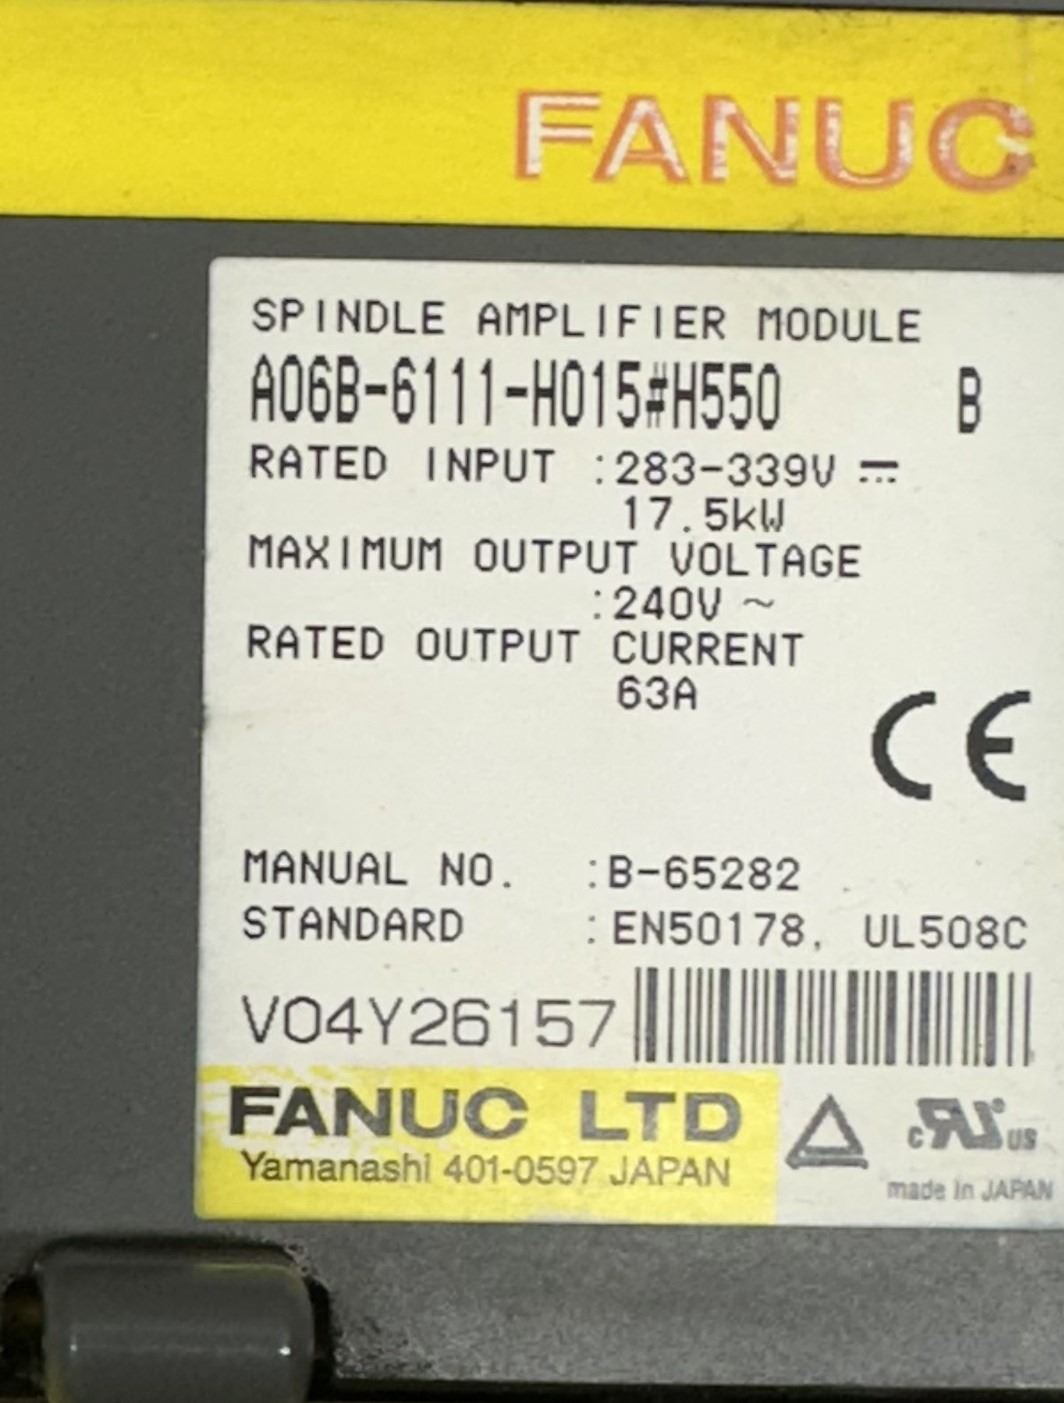 FANUC
SPINDLE AMPLIFIER MODULE
A06B-6111-H015#H550 B
RATED INPUT :283-339V ⎓
17.5kW
MAXIMUM OUTPUT VOLTAGE
:240V ~
RATED OUTPUT CURRENT
63A
CE
MANUAL NO. :B-65282
STANDARD :EN50178, UL508C
V04Y26157
FANUC LTD
Yamanashi 401-0597 JAPAN
c RU US
made in JAPAN